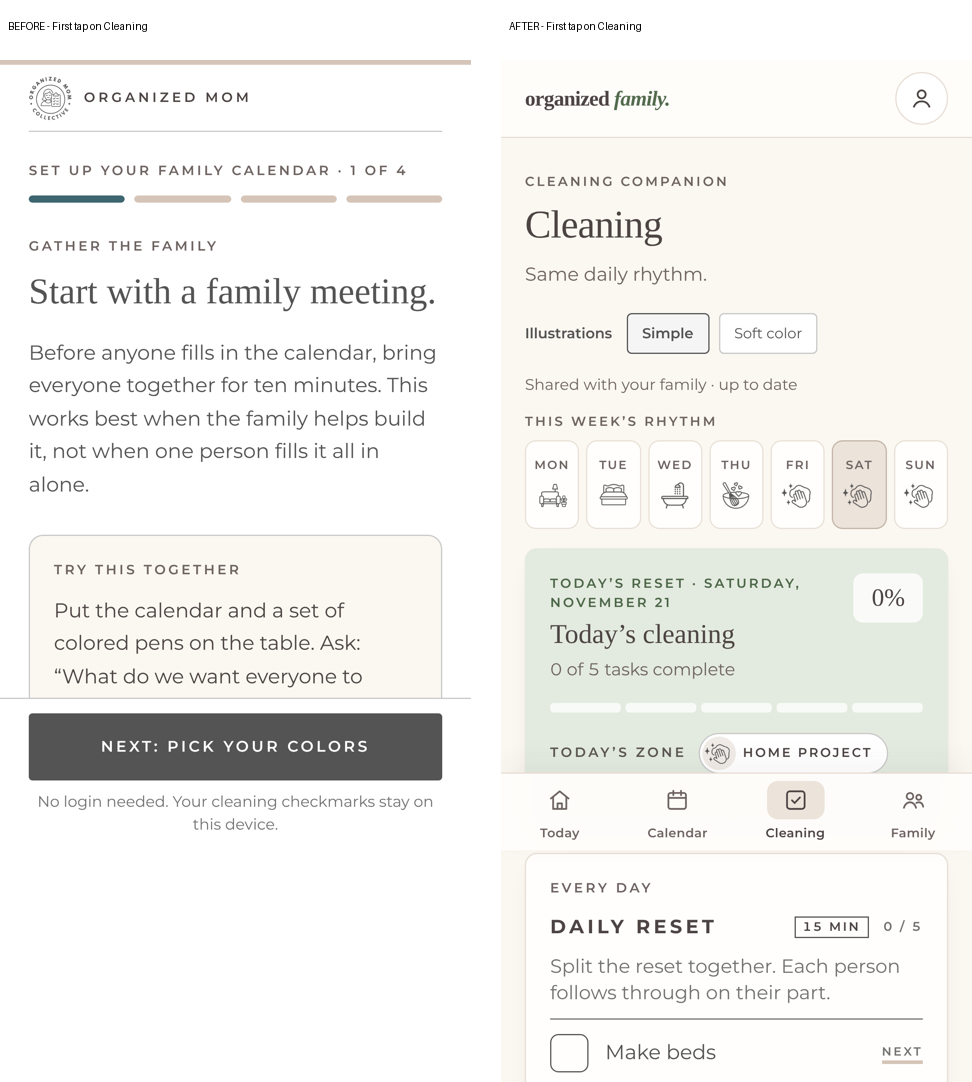 BEFORE - First tap on Cleaning
ORGANIZED MOM COLLECTIVE
ORGANIZED MOM
SET UP YOUR FAMILY CALENDAR · 1 OF 4
GATHER THE FAMILY
Start with a family meeting.
Before anyone fills in the calendar, bring
everyone together for ten minutes. This
works best when the family helps build
it, not when one person fills it all in
alone.
TRY THIS TOGETHER
Put the calendar and a set of
colored pens on the table. Ask:
“What do we want everyone to
NEXT: PICK YOUR COLORS
No login needed. Your cleaning checkmarks stay on
this device.
AFTER - First tap on Cleaning
organized family.
CLEANING COMPANION
Cleaning
Same daily rhythm.
Illustrations Simple Soft color
Shared with your family · up to date
THIS WEEK’S RHYTHM
MON TUE WED THU FRI SAT SUN
TODAY’S RESET · SATURDAY,
NOVEMBER 21
0%
Today’s cleaning
0 of 5 tasks complete
TODAY’S ZONE HOME PROJECT
Today Calendar Cleaning Family
EVERY DAY
DAILY RESET 15 MIN 0 / 5
Split the reset together. Each person
follows through on their part.
Make beds NEXT